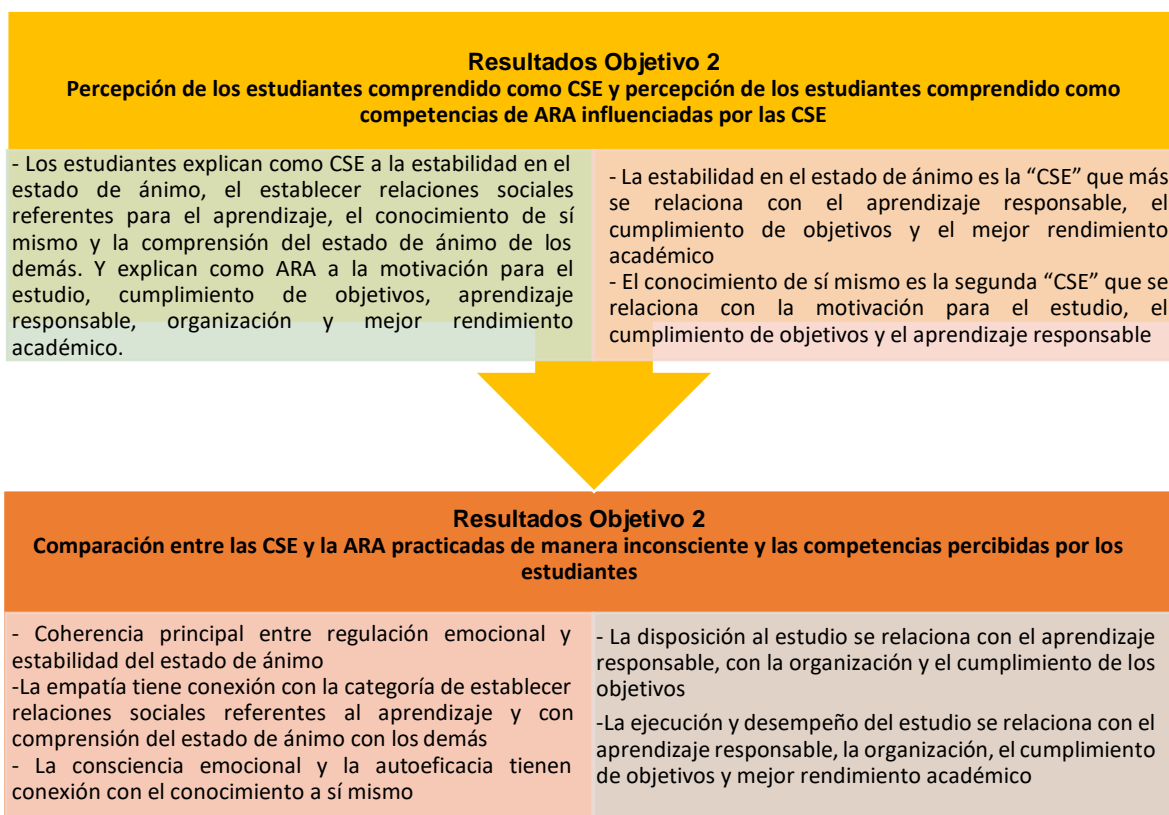 Resultados Objetivo 2
Percepción de los estudiantes comprendido como CSE y percepción de los estudiantes comprendido como
competencias de ARA influenciadas por las CSE
- Los estudiantes explican como CSE a la estabilidad en el
estado de ánimo, el establecer relaciones sociales
referentes para el aprendizaje, el conocimiento de sí
mismo y la comprensión del estado de ánimo de los
demás. Y explican como ARA a la motivación para el
estudio, cumplimiento de objetivos, aprendizaje
responsable, organización y mejor rendimiento
académico.
- La estabilidad en el estado de ánimo es la “CSE” que más
se relaciona con el aprendizaje responsable, el
cumplimiento de objetivos y el mejor rendimiento
académico
- El conocimiento de sí mismo es la segunda “CSE” que se
relaciona con la motivación para el estudio, el
cumplimiento de objetivos y el aprendizaje responsable
Resultados Objetivo 2
Comparación entre las CSE y la ARA practicadas de manera inconsciente y las competencias percibidas por los
estudiantes
- Coherencia principal entre regulación emocional y
estabilidad del estado de ánimo
-La empatía tiene conexión con la categoría de establecer
relaciones sociales referentes al aprendizaje y con
comprensión del estado de ánimo con los demás
- La consciencia emocional y la autoeficacia tienen
conexión con el conocimiento a sí mismo
- La disposición al estudio se relaciona con el aprendizaje
responsable, con la organización y el cumplimiento de los
objetivos
-La ejecución y desempeño del estudio se relaciona con el
aprendizaje responsable, la organización, el cumplimiento
de objetivos y mejor rendimiento académico